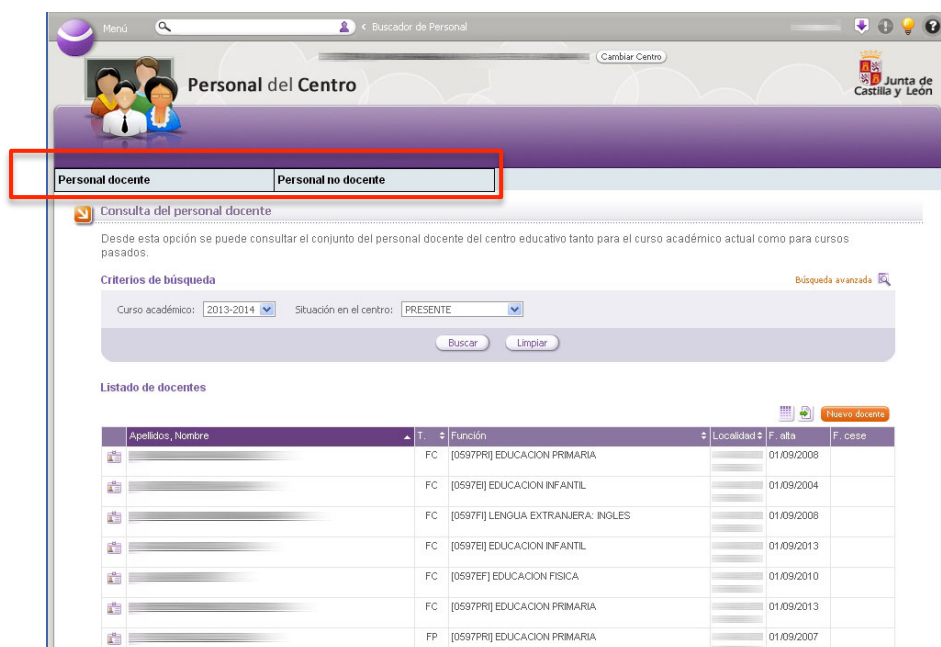 Menú < Buscador de Personal
Cambiar Centro
Personal del Centro
Junta de
Castilla y León
Personal docente Personal no docente
Consulta del personal docente
Desde esta opción se puede consultar el conjunto del personal docente del centro educativo tanto para el curso académico actual como para cursos
pasados.
Criterios de búsqueda Búsqueda avanzada
Curso académico: 2013-2014 Situación en el centro: PRESENTE
Buscar Limpiar
Listado de docentes
Nuevo docente
Apellidos, Nombre T. Función Localidad F. alta F. cese
FC [0597PRI] EDUCACION PRIMARIA 01/09/2008
FC [0597EI] EDUCACION INFANTIL 01/09/2004
FC [0597FI] LENGUA EXTRANJERA: INGLES 01/09/2008
FC [0597EI] EDUCACION INFANTIL 01/09/2013
FC [0597EF] EDUCACION FISICA 01/09/2010
FC [0597PRI] EDUCACION PRIMARIA 01/09/2013
FP [0597PRI] EDUCACION PRIMARIA 01/09/2007